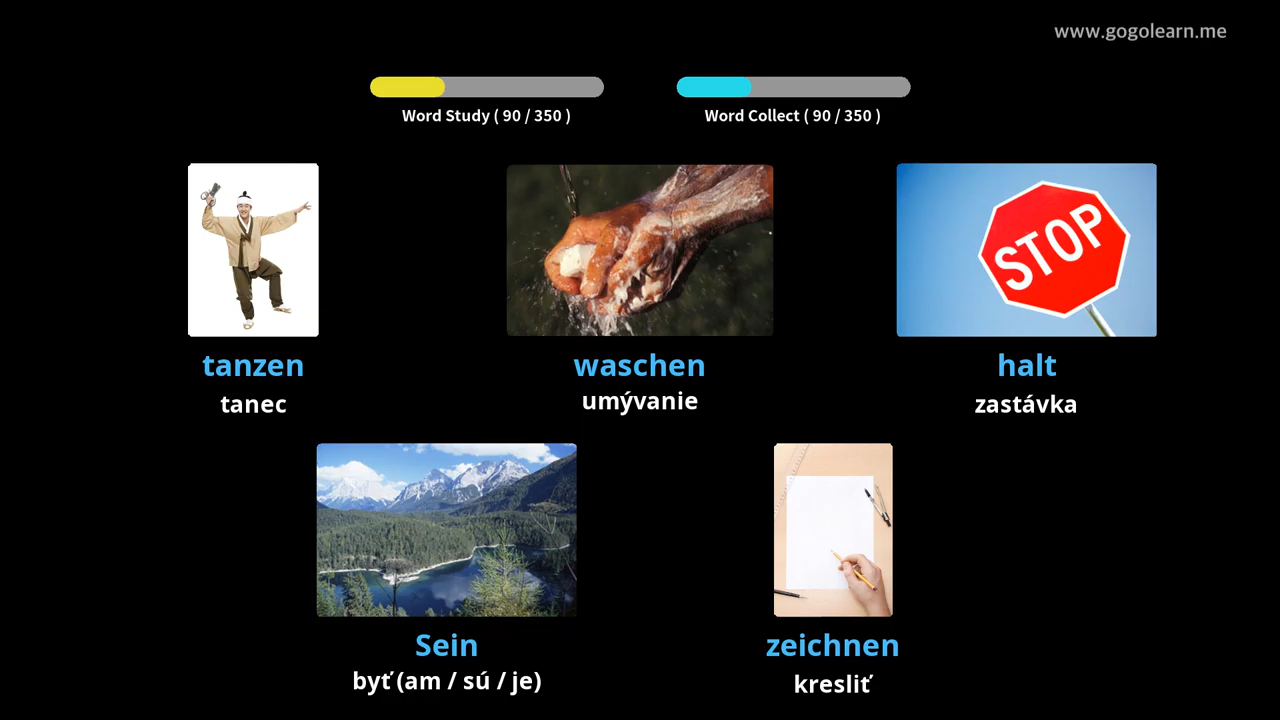 www.gogolearn.me
Word Study ( 90 / 350 )
Word Collect ( 90 / 350 )
STOP
tanzen
tanec
waschen
umývanie
halt
zastávka
Sein
byť (am / sú / je)
zeichnen
kresliť